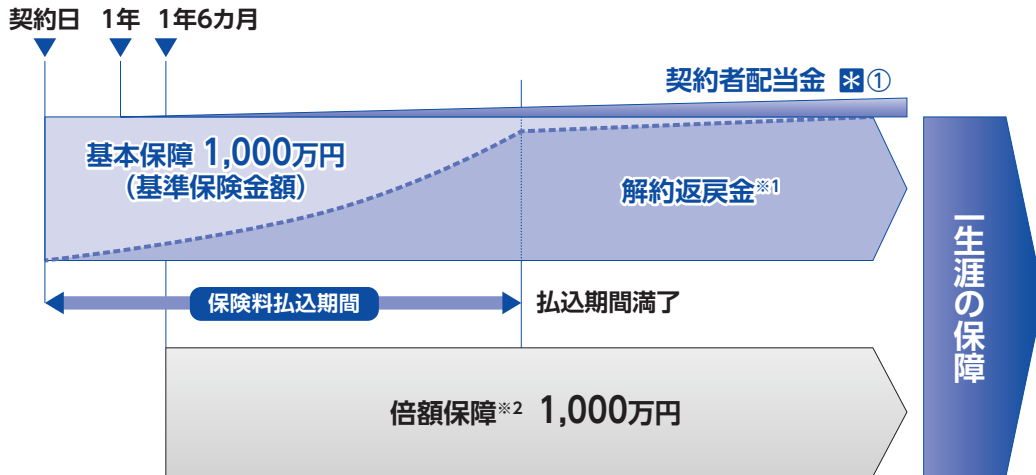 契約日 1年 1年6カ月
契約者配当金 * ①
基本保障 1,000万円
(基準保険金額)
解約返戻金※1
保険料払込期間
払込期間満了
倍額保障※2 1,000万円
一生涯の保障